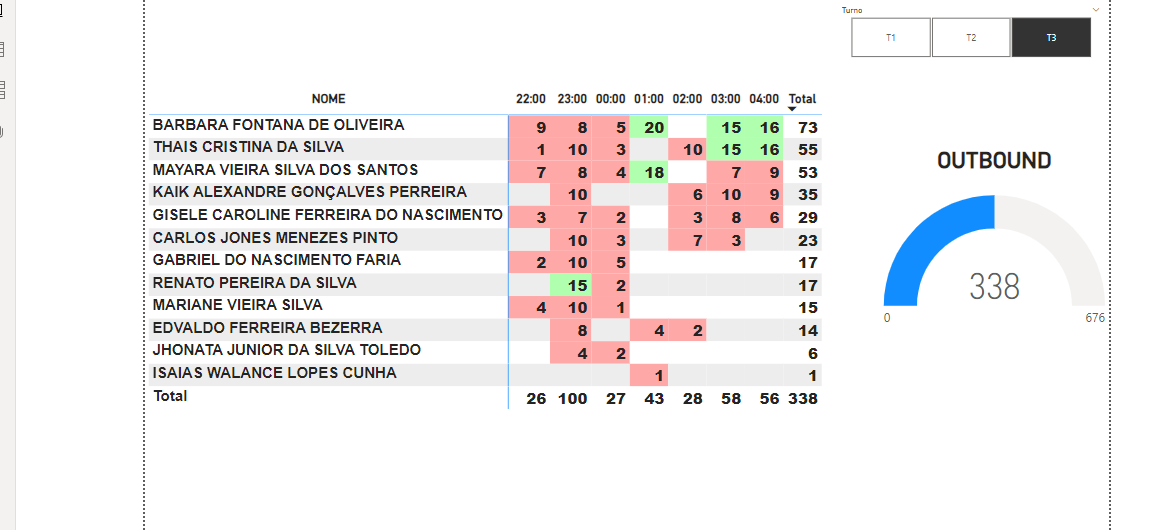 Turno
T1 T2 T3
NOME 22:00 23:00 00:00 01:00 02:00 03:00 04:00 Total
BARBARA FONTANA DE OLIVEIRA 9 8 5 20 15 16 73
THAIS CRISTINA DA SILVA 1 10 3 10 15 16 55
MAYARA VIEIRA SILVA DOS SANTOS 7 8 4 18 7 9 53
KAIK ALEXANDRE GONÇALVES PERREIRA 10 6 10 9 35
GISELE CAROLINE FERREIRA DO NASCIMENTO 3 7 2 3 8 6 29
CARLOS JONES MENEZES PINTO 10 3 7 3 23
GABRIEL DO NASCIMENTO FARIA 2 10 5 17
RENATO PEREIRA DA SILVA 15 2 17
MARIANE VIEIRA SILVA 4 10 1 15
EDVALDO FERREIRA BEZERRA 8 4 2 14
JHONATA JUNIOR DA SILVA TOLEDO 4 2 6
ISAIAS WALANCE LOPES CUNHA 1 1
Total 26 100 27 43 28 58 56 338
OUTBOUND
338
0 676